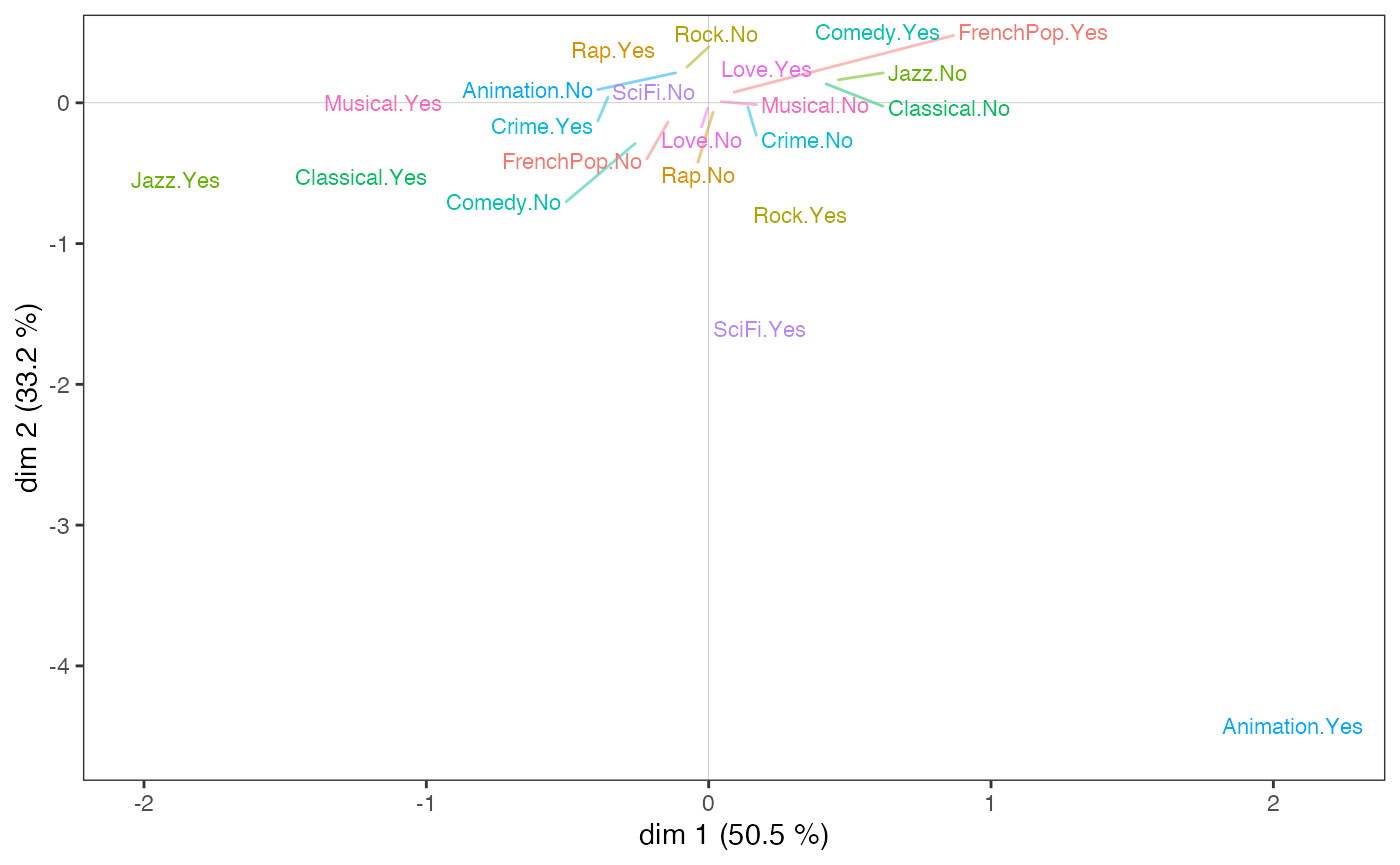 Rock.No
Comedy.Yes
FrenchPop.Yes
Rap.Yes
Love.Yes
Jazz.No
Animation.No
SciFi.No
0
Musical.Yes
Musical.No
Classical.No
Crime.Yes
Love.No
Crime.No
FrenchPop.No
Jazz.Yes
Classical.Yes
Rap.No
Comedy.No
Rock.Yes
-1
SciFi.Yes
-2
dim 2 (33.2 %)
-3
-4
Animation.Yes
-2
-1
0
1
2
dim 1 (50.5 %)